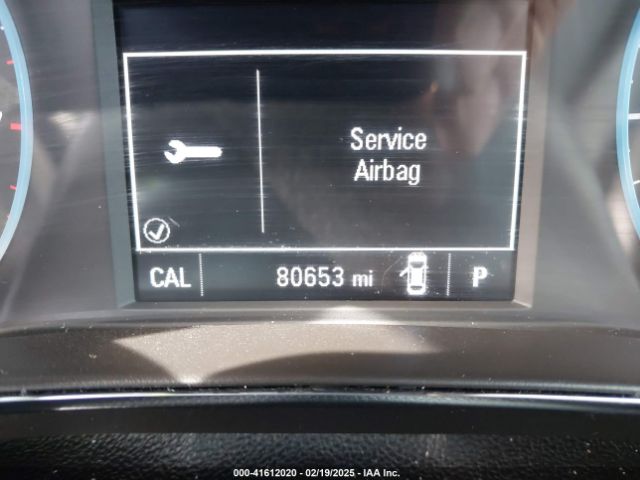 Service
Airbag
CAL 80653 mi P
000-41612020 - 02/19/2025 - IAA Inc.